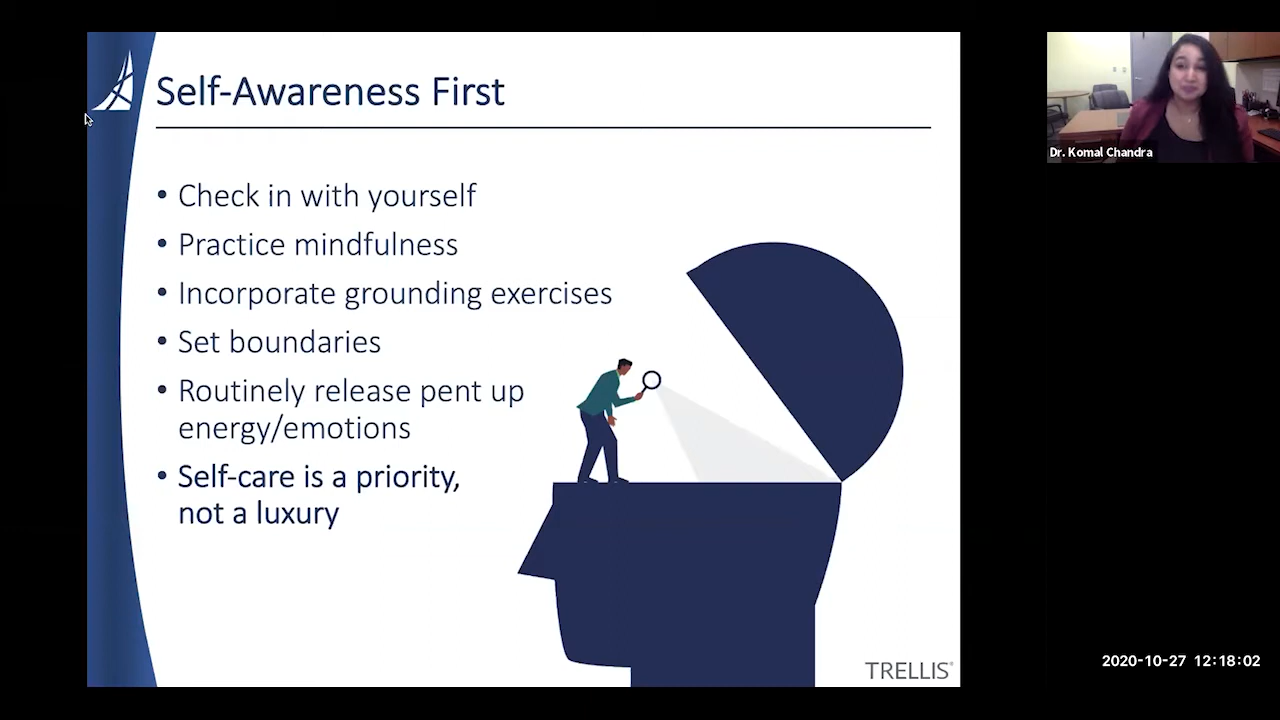 Self-Awareness First
• Check in with yourself
• Practice mindfulness
• Incorporate grounding exercises
• Set boundaries
• Routinely release pent up
energy/emotions
• Self-care is a priority,
not a luxury
TRELLIS®
Dr. Komal Chandra
2020-10-27 12:18:02